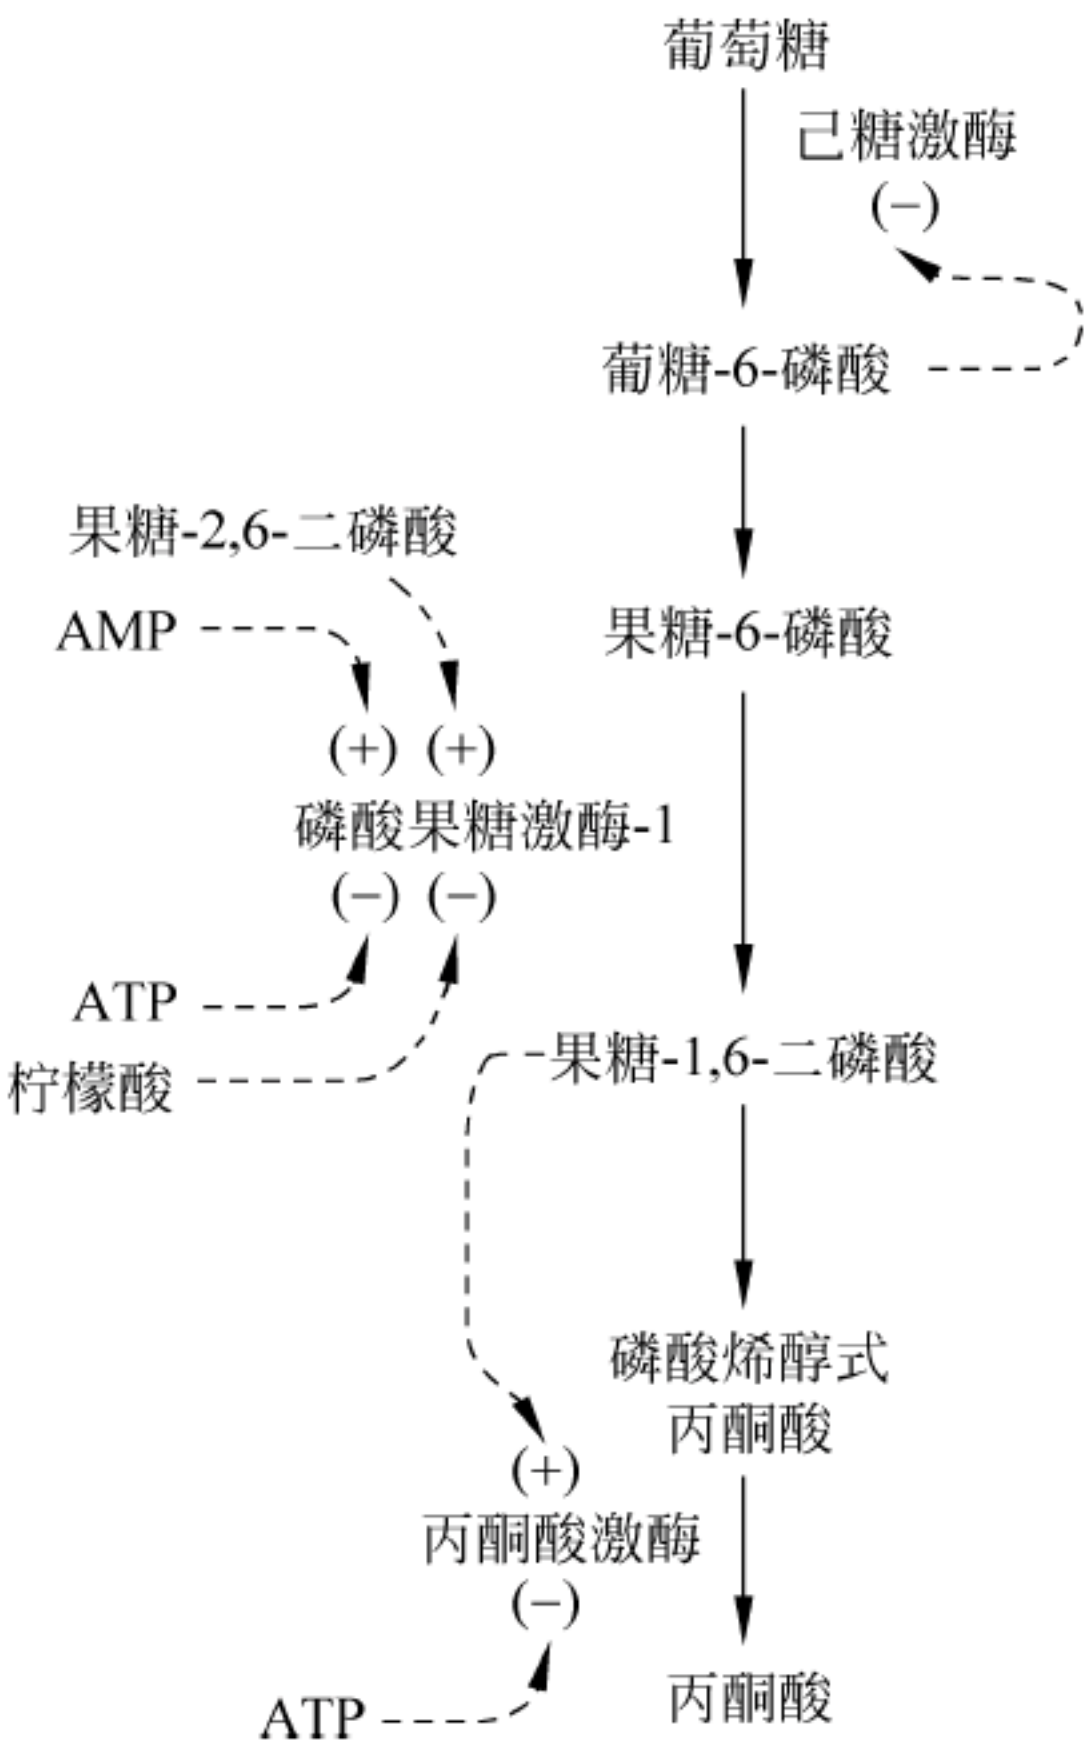 葡萄糖
己糖激酶
(−)
葡糖-6-磷酸
果糖-2,6-二磷酸
AMP
果糖-6-磷酸
(+) (+)
磷酸果糖激酶-1
(−) (−)
ATP
柠檬酸
果糖-1,6-二磷酸
磷酸烯醇式
丙酮酸
(+)
丙酮酸激酶
(−)
丙酮酸
ATP